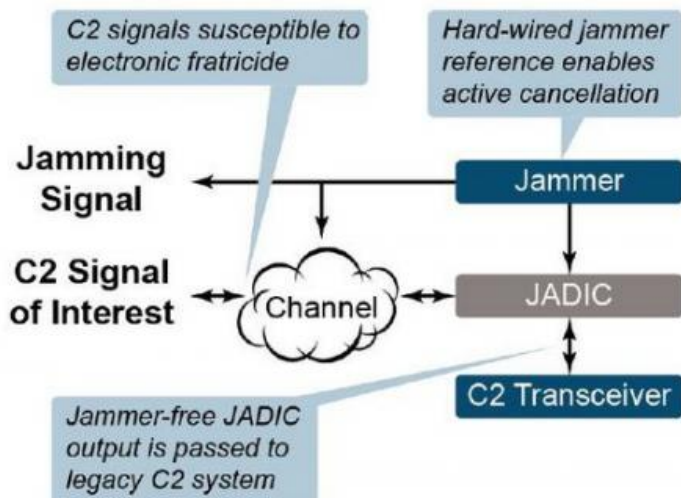 C2 signals susceptible to
electronic fratricide
Hard-wired jammer
reference enables
active cancellation
Jamming
Signal
Jammer
C2 Signal
of Interest
Channel
JADIC
C2 Transceiver
Jammer-free JADIC
output is passed to
legacy C2 system